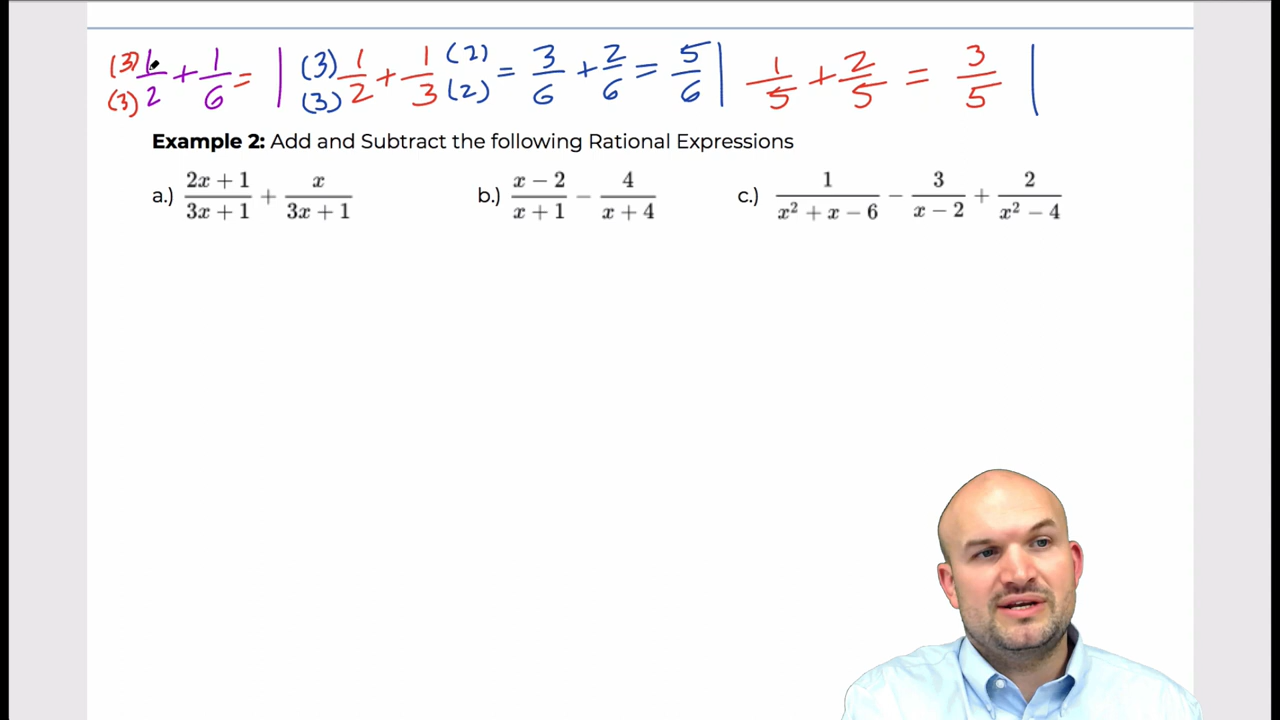 (3) 1/(3) 2 + 1/6 = | (3) 1/(3) 2 + 1 (2)/3 (2) = 3/6 + 2/6 = 5/6 | 1/5 + 2/5 = 3/5 |
Example 2: Add and Subtract the following Rational Expressions
a.) (2x + 1)/(3x + 1) + x/(3x + 1) b.) (x − 2)/(x + 1) − 4/(x + 4) c.) 1/(x² + x − 6) − 3/(x − 2) + 2/(x² − 4)